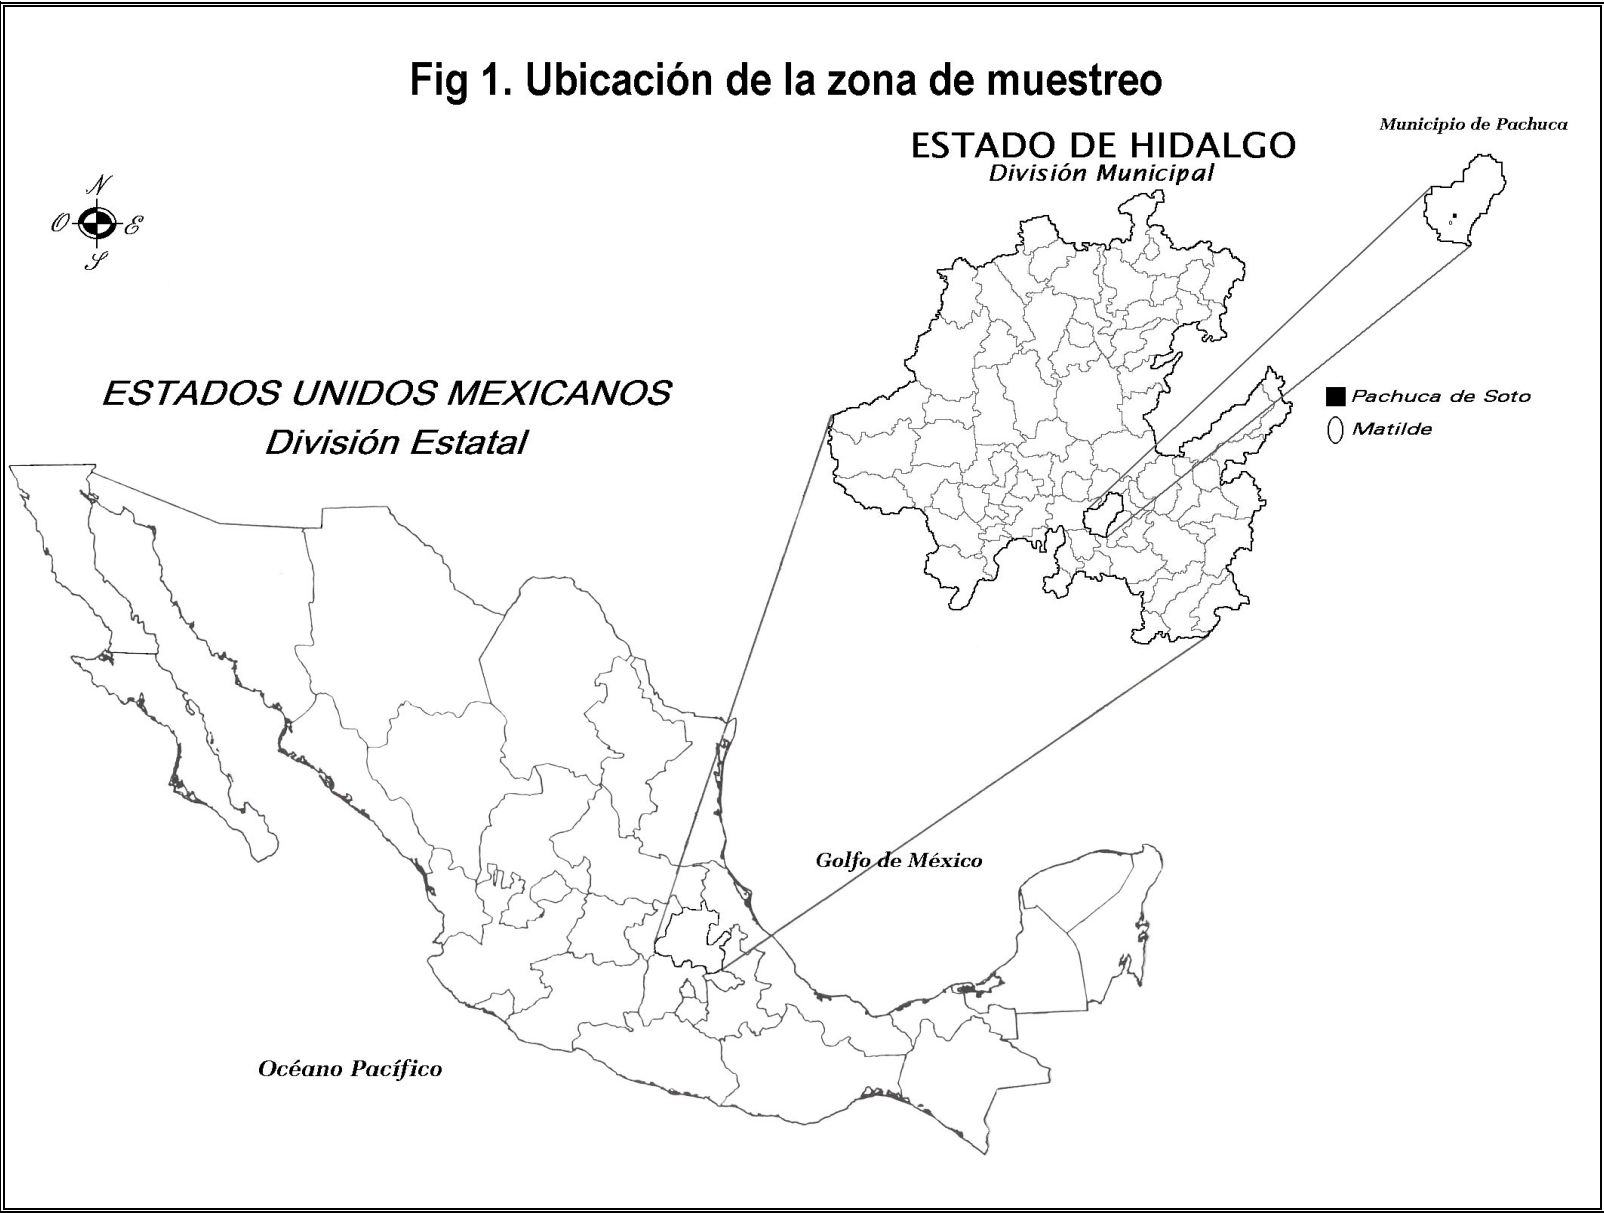 Fig 1. Ubicación de la zona de muestreo
Municipio de Pachuca
ESTADO DE HIDALGO
División Municipal
N
O E
S
ESTADOS UNIDOS MEXICANOS
División Estatal
Pachuca de Soto
Matilde
Golfo de México
Océano Pacífico